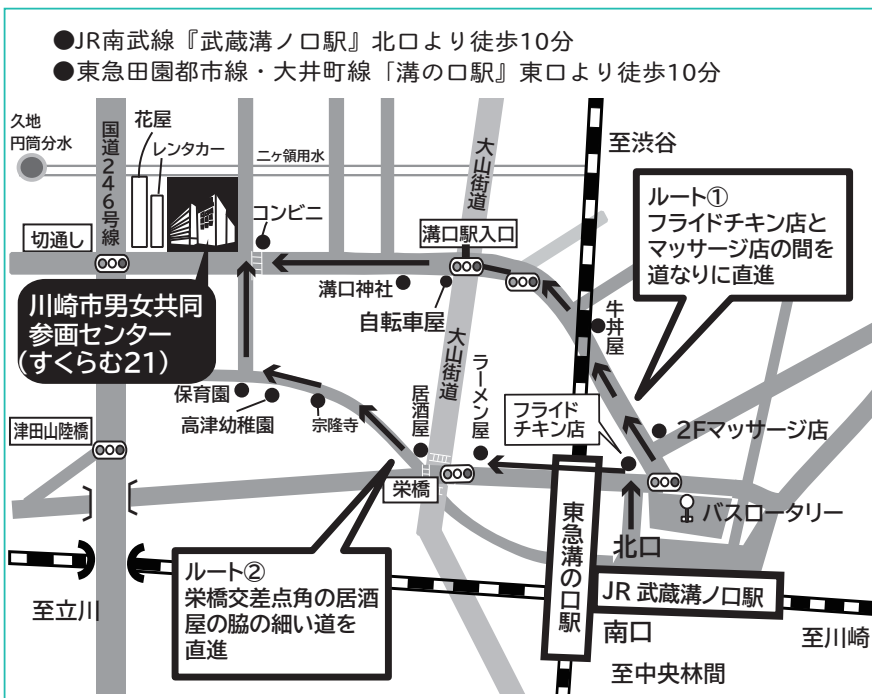 ●JR南武線『武蔵溝ノ口駅』北口より徒歩10分
●東急田園都市線・大井町線「溝の口駅」東口より徒歩10分
久地
円筒分水
国道246号線
花屋
レンタカー
二ヶ領用水
大山街道
至渋谷
ルート①
フライドチキン店と
マッサージ店の間を
道なりに直進
コンビニ
切通し
溝口駅入口
川崎市男女共同
参画センター
(すくらむ21)
溝口神社
自転車屋
大山街道
牛丼屋
保育園
高津幼稚園
宗隆寺
居酒屋
ラーメン屋
フライド
チキン店
2Fマッサージ店
津田山陸橋
栄橋
バスロータリー
北口
東急溝の口駅
ルート②
栄橋交差点角の居酒
屋の脇の細い道を
直進
JR 武蔵溝ノ口駅
至立川
南口
至川崎
至中央林間